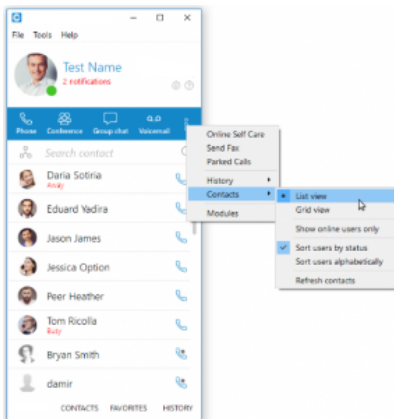 File Tools Help
Test Name
2 notifications
Phone Conference Group chat Voicemail
Search contact
Daria Sotiria
Away
Eduard Yadira
Jason James
Jessica Option
Peer Heather
Tom Ricolla
Busy
Bryan Smith
damir
CONTACTS FAVORITES HISTORY
Online Self Care
Send Fax
Parked Calls
History
Contacts
Modules
List view
Grid view
Show online users only
Sort users by status
Sort users alphabetically
Refresh contacts